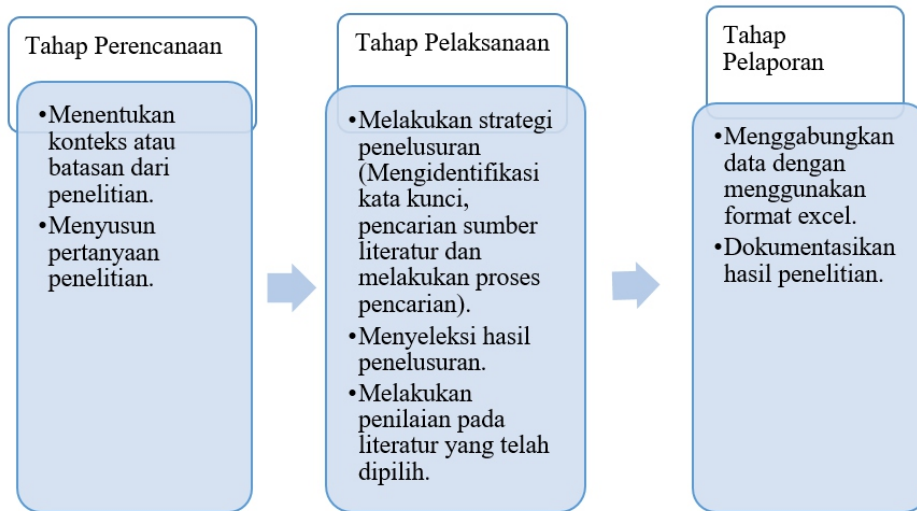 Tahap Perencanaan
•Menentukan
konteks atau
batasan dari
penelitian.
•Menyusun
pertanyaan
penelitian.
Tahap Pelaksanaan
•Melakukan strategi
penelusuran
(Mengidentifikasi
kata kunci,
pencarian sumber
literatur dan
melakukan proses
pencarian).
•Menyeleksi hasil
penelusuran.
•Melakukan
penilaian pada
literatur yang telah
dipilih.
Tahap
Pelaporan
•Menggabungkan
data dengan
menggunakan
format excel.
•Dokumentasikan
hasil penelitian.